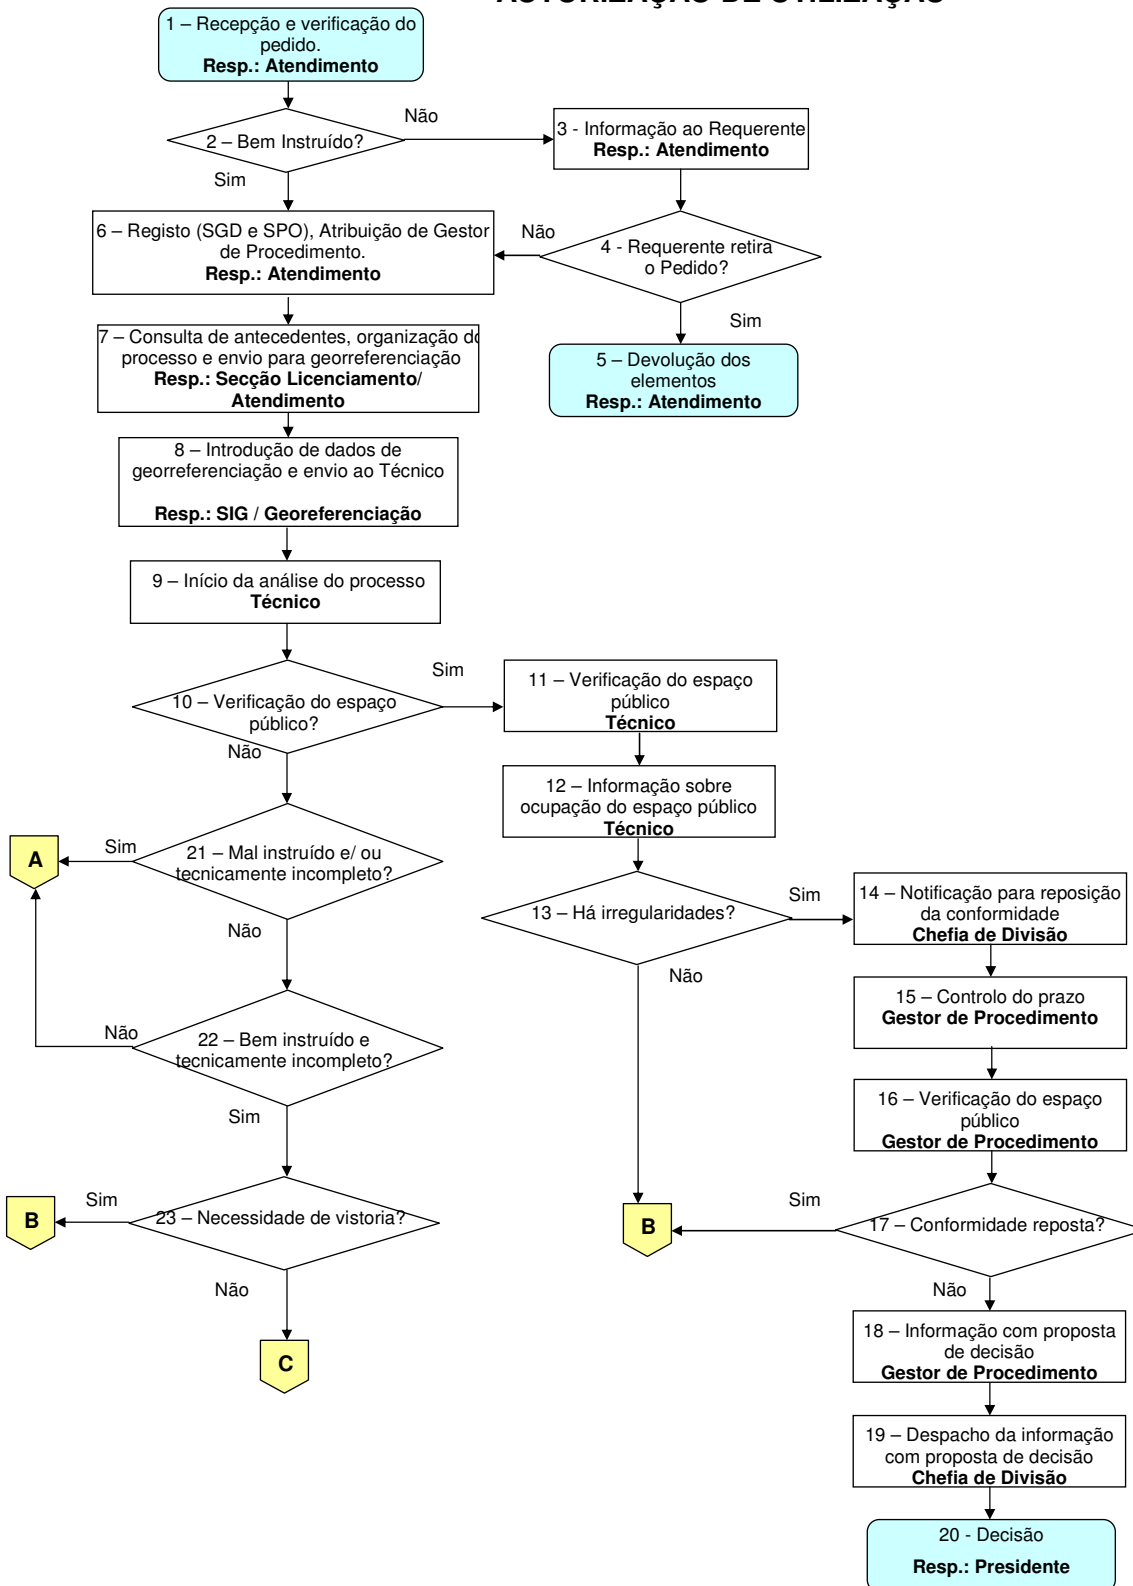 AUTORIZAÇÃO DE UTILIZAÇÃO
1 – Recepção e verificação do
pedido.
Resp.: Atendimento
Não
2 – Bem Instruído?
3 - Informação ao Requerente
Resp.: Atendimento
Sim
6 – Registo (SGD e SPO), Atribuição de Gestor
de Procedimento.
Resp.: Atendimento
Não
4 - Requerente retira
o Pedido?
Sim
7 – Consulta de antecedentes, organização do
processo e envio para georreferenciação
Resp.: Secção Licenciamento/
Atendimento
5 – Devolução dos
elementos
Resp.: Atendimento
8 – Introdução de dados de
georreferenciação e envio ao Técnico
Resp.: SIG / Georeferenciação
9 – Início da análise do processo
Técnico
Sim
10 – Verificação do espaço
público?
Não
11 – Verificação do espaço
público
Técnico
12 – Informação sobre
ocupação do espaço público
Técnico
A
Sim
21 – Mal instruído e/ ou
tecnicamente incompleto?
Não
13 – Há irregularidades?
Sim
Não
14 – Notificação para reposição
da conformidade
Chefia de Divisão
15 – Controlo do prazo
Gestor de Procedimento
Não
22 – Bem instruído e
tecnicamente incompleto?
Sim
16 – Verificação do espaço
público
Gestor de Procedimento
B
Sim
23 – Necessidade de vistoria?
Não
B
Sim
17 – Conformidade reposta?
Não
C
18 – Informação com proposta
de decisão
Gestor de Procedimento
19 – Despacho da informação
com proposta de decisão
Chefia de Divisão
20 - Decisão
Resp.: Presidente